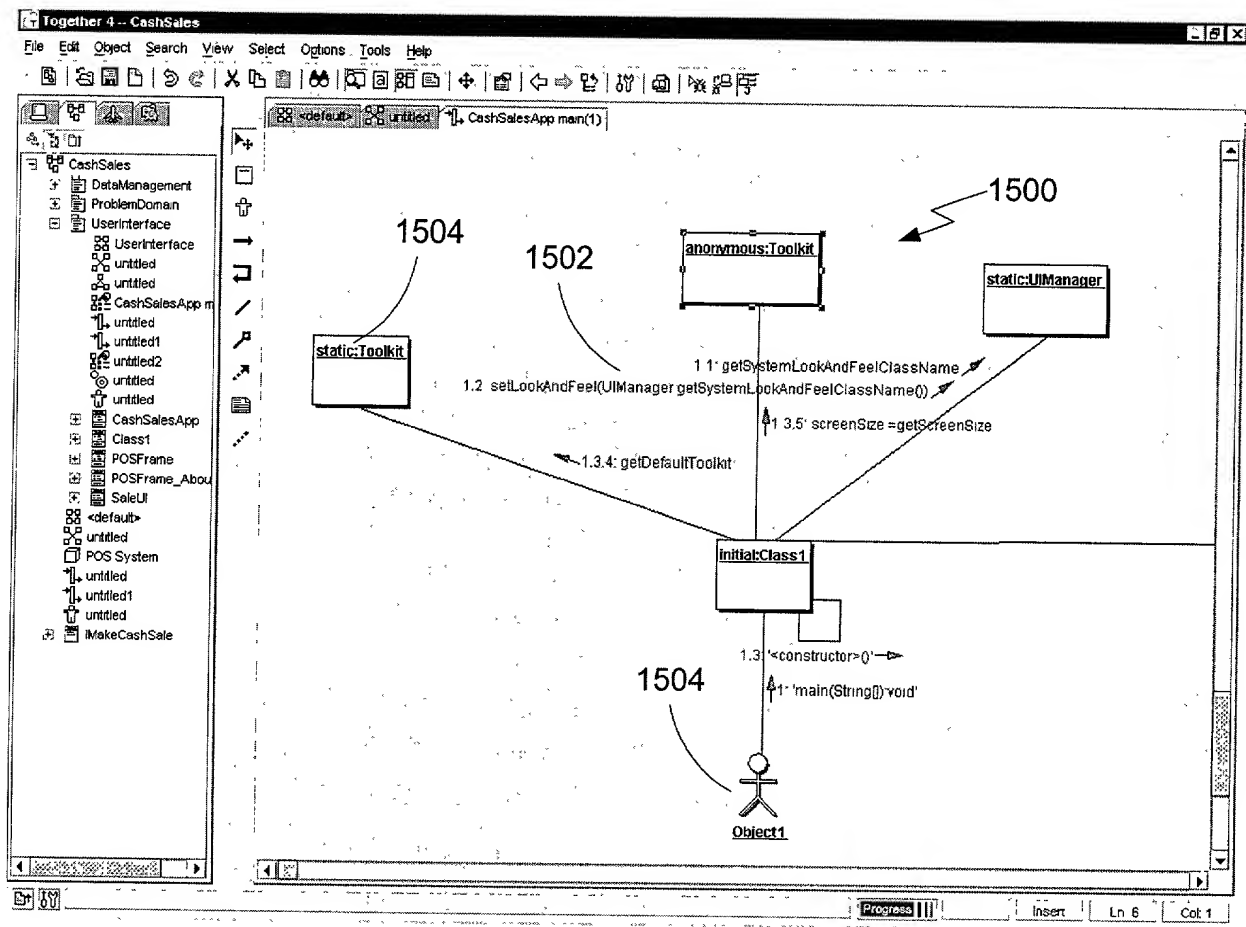 Together 4 -- CashSales
File Edit Object Search View Select Options Tools Help
<default> untitled CashSalesApp main(1)
CashSales
DataManagement
ProblemDomain
UserInterface
UserInterface
untitled
untitled
CashSalesApp m
untitled
untitled1
untitled2
untitled
untitled
CashSalesApp
Class1
POSFrame
POSFrame_Abou
SaleUI
<default>
untitled
POS System
untitled
untitled1
untitled
iMakeCashSale
1500
1504
1502
anonymous:Toolkit
static:UIManager
static:Toolkit
1 1: getSystemLookAndFeelClassName
1.2 setLookAndFeel(UIManager getSystemLookAndFeelClassName())
1 3.5: screenSize =getScreenSize
1.3.4: getDefaultToolkit
initial:Class1
1.3: '<constructor>()'
1504
1: 'main(String[]):void'
Object1
Progress Insert Ln 6 Col: 1